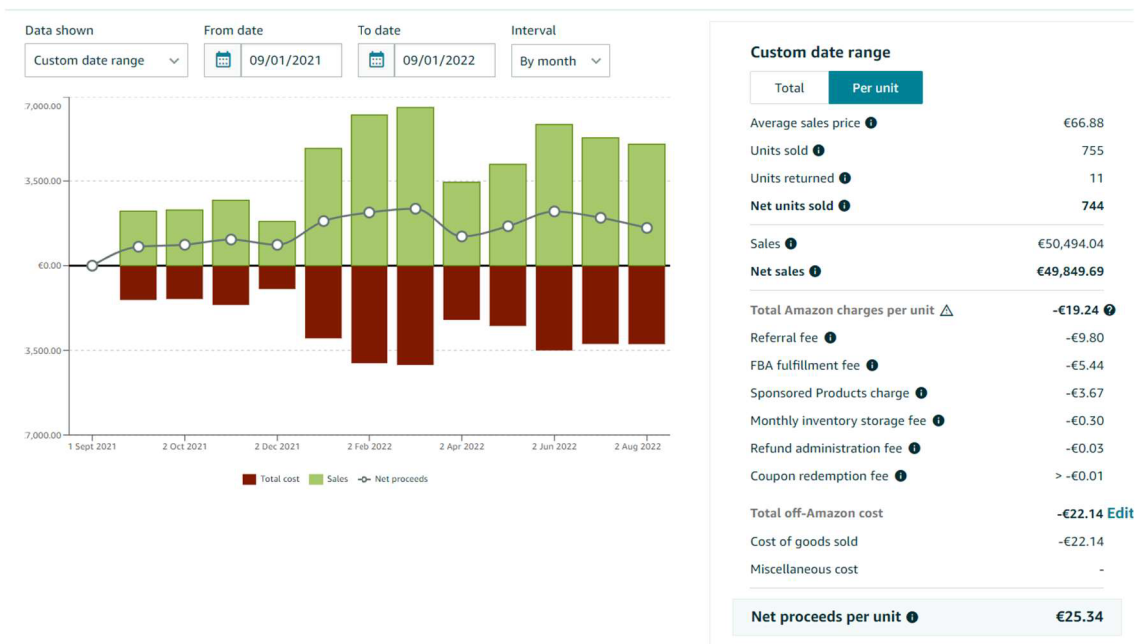 Data shown
From date
To date
Interval
Custom date range
09/01/2021
09/01/2022
By month
7,000.00
3,500.00
€0.00
3,500.00
7,000.00
1 Sept 2021
2 Oct 2021
2 Dec 2021
2 Feb 2022
2 Apr 2022
2 Jun 2022
2 Aug 2022
Total cost
Sales
Net proceeds
Custom date range
Total
Per unit
Average sales price €66.88
Units sold 755
Units returned 11
Net units sold 744
Sales €50,494.04
Net sales €49,849.69
Total Amazon charges per unit -€19.24
Referral fee -€9.80
FBA fulfillment fee -€5.44
Sponsored Products charge -€3.67
Monthly inventory storage fee -€0.30
Refund administration fee -€0.03
Coupon redemption fee > -€0.01
Total off-Amazon cost -€22.14 Edit
Cost of goods sold -€22.14
Miscellaneous cost -
Net proceeds per unit €25.34